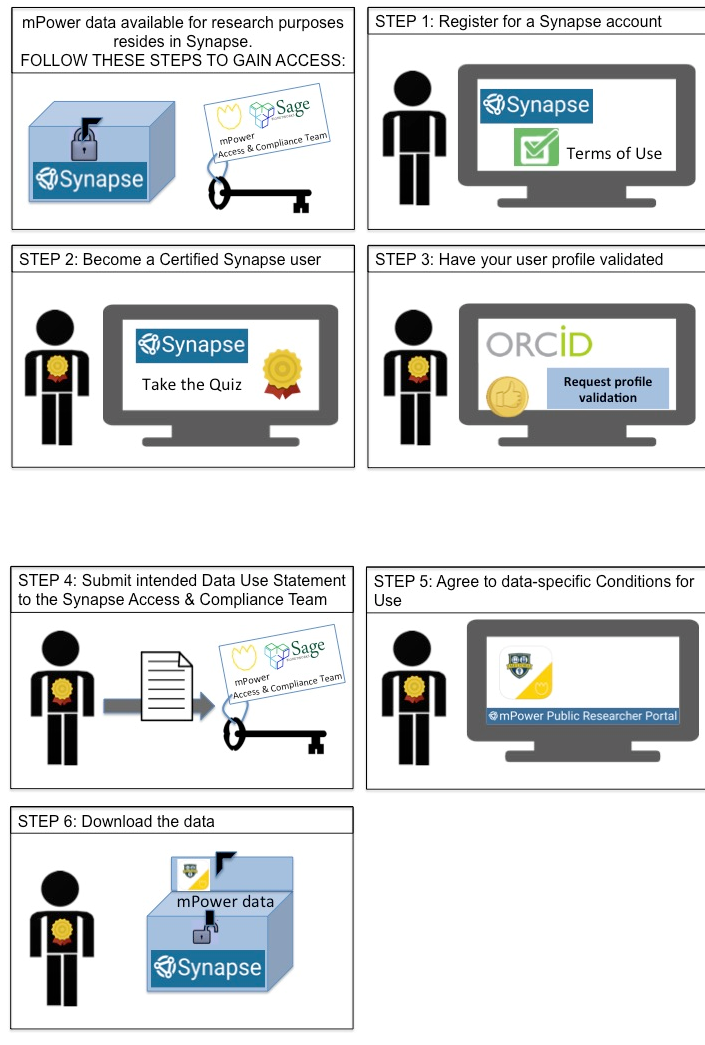 mPower data available for research purposes
resides in Synapse.
FOLLOW THESE STEPS TO GAIN ACCESS:
Synapse
Sage
mPower
Access & Compliance Team
STEP 1: Register for a Synapse account
Synapse
Terms of Use
STEP 2: Become a Certified Synapse user
Synapse
Take the Quiz
STEP 3: Have your user profile validated
ORCiD
Request profile
validation
STEP 4: Submit intended Data Use Statement
to the Synapse Access & Compliance Team
Sage
mPower
Access & Compliance Team
STEP 5: Agree to data-specific Conditions for
Use
mPower Public Researcher Portal
STEP 6: Download the data
mPower data
Synapse